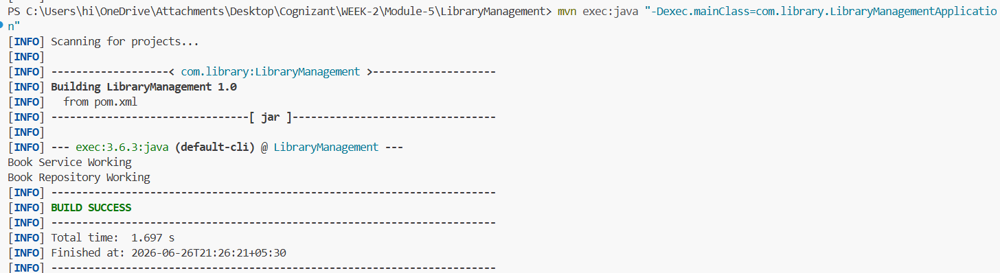 PS C:\Users\hi\OneDrive\Attachments\Desktop\Cognizant\WEEK-2\Module-5\LibraryManagement> mvn exec:java "-Dexec.mainClass=com.library.LibraryManagementApplicatio
n"
[INFO] Scanning for projects...
[INFO]
[INFO] -------------------< com.library:LibraryManagement >--------------------
[INFO] Building LibraryManagement 1.0
[INFO]   from pom.xml
[INFO] --------------------------------[ jar ]---------------------------------
[INFO]
[INFO] --- exec:3.6.3:java (default-cli) @ LibraryManagement ---
Book Service Working
Book Repository Working
[INFO] ------------------------------------------------------------------------
[INFO] BUILD SUCCESS
[INFO] ------------------------------------------------------------------------
[INFO] Total time:  1.697 s
[INFO] Finished at: 2026-06-26T21:26:21+05:30
[INFO] ------------------------------------------------------------------------